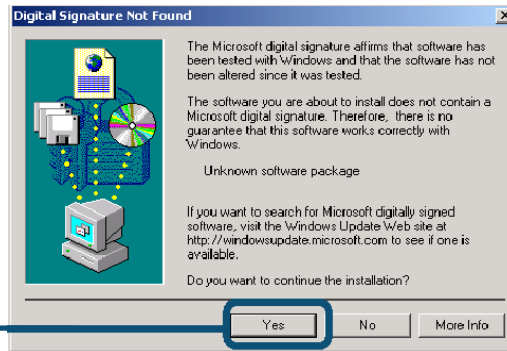 Digital Signature Not Found
The Microsoft digital signature affirms that software has
been tested with Windows and that the software has not
been altered since it was tested.
The software you are about to install does not contain a
Microsoft digital signature. Therefore, there is no
guarantee that this software works correctly with
Windows.
Unknown software package
If you want to search for Microsoft digitally signed
software, visit the Windows Update Web site at
http://windowsupdate.microsoft.com to see if one is
available.
Do you want to continue the installation?
Yes No More Info